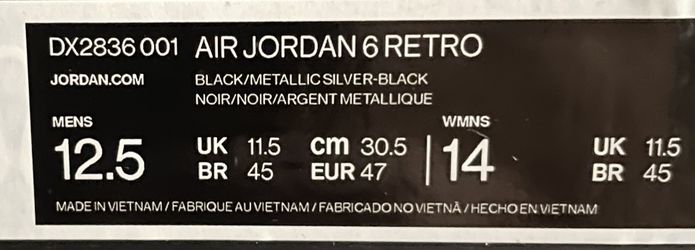 DX2836 001 AIR JORDAN 6 RETRO
JORDAN.COM BLACK/METALLIC SILVER-BLACK
NOIR/NOIR/ARGENT METALLIQUE
MENS WMNS
12.5 UK 11.5 cm 30.5 14 UK 11.5
BR 45 EUR 47 BR 45
MADE IN VIETNAM / FABRIQUE AU VIETNAM / FABRICADO NO VIETNÃ / HECHO EN VIETNAM